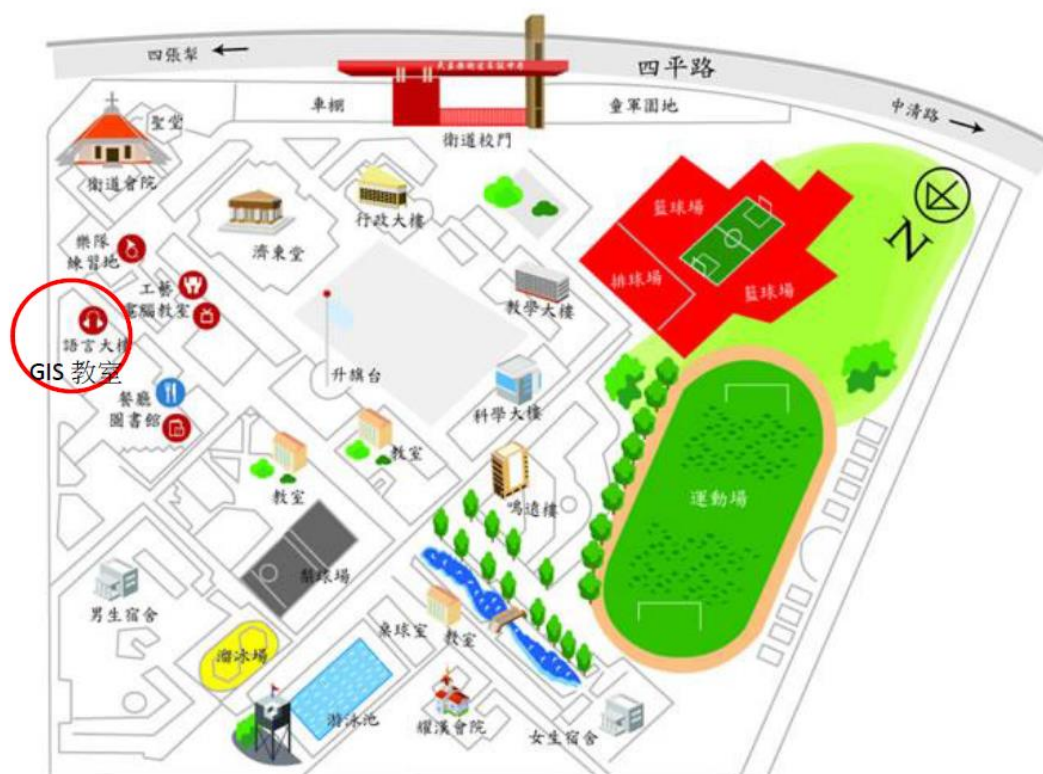 四張犁
四平路
中清路
車棚
童軍園地
衛道校門
聖堂
衛道會院
行政大樓
濟東堂
籃球場
排球場
籃球場
N
樂隊
練習地
工藝
電腦教室
教學大樓
語言大樓
GIS 教室
升旗台
科學大樓
餐廳
圖書館
教室
教室
鳴遠樓
運動場
男生宿舍
桌球室
教室
溜冰場
游泳池
耀漢會院
女生宿舍